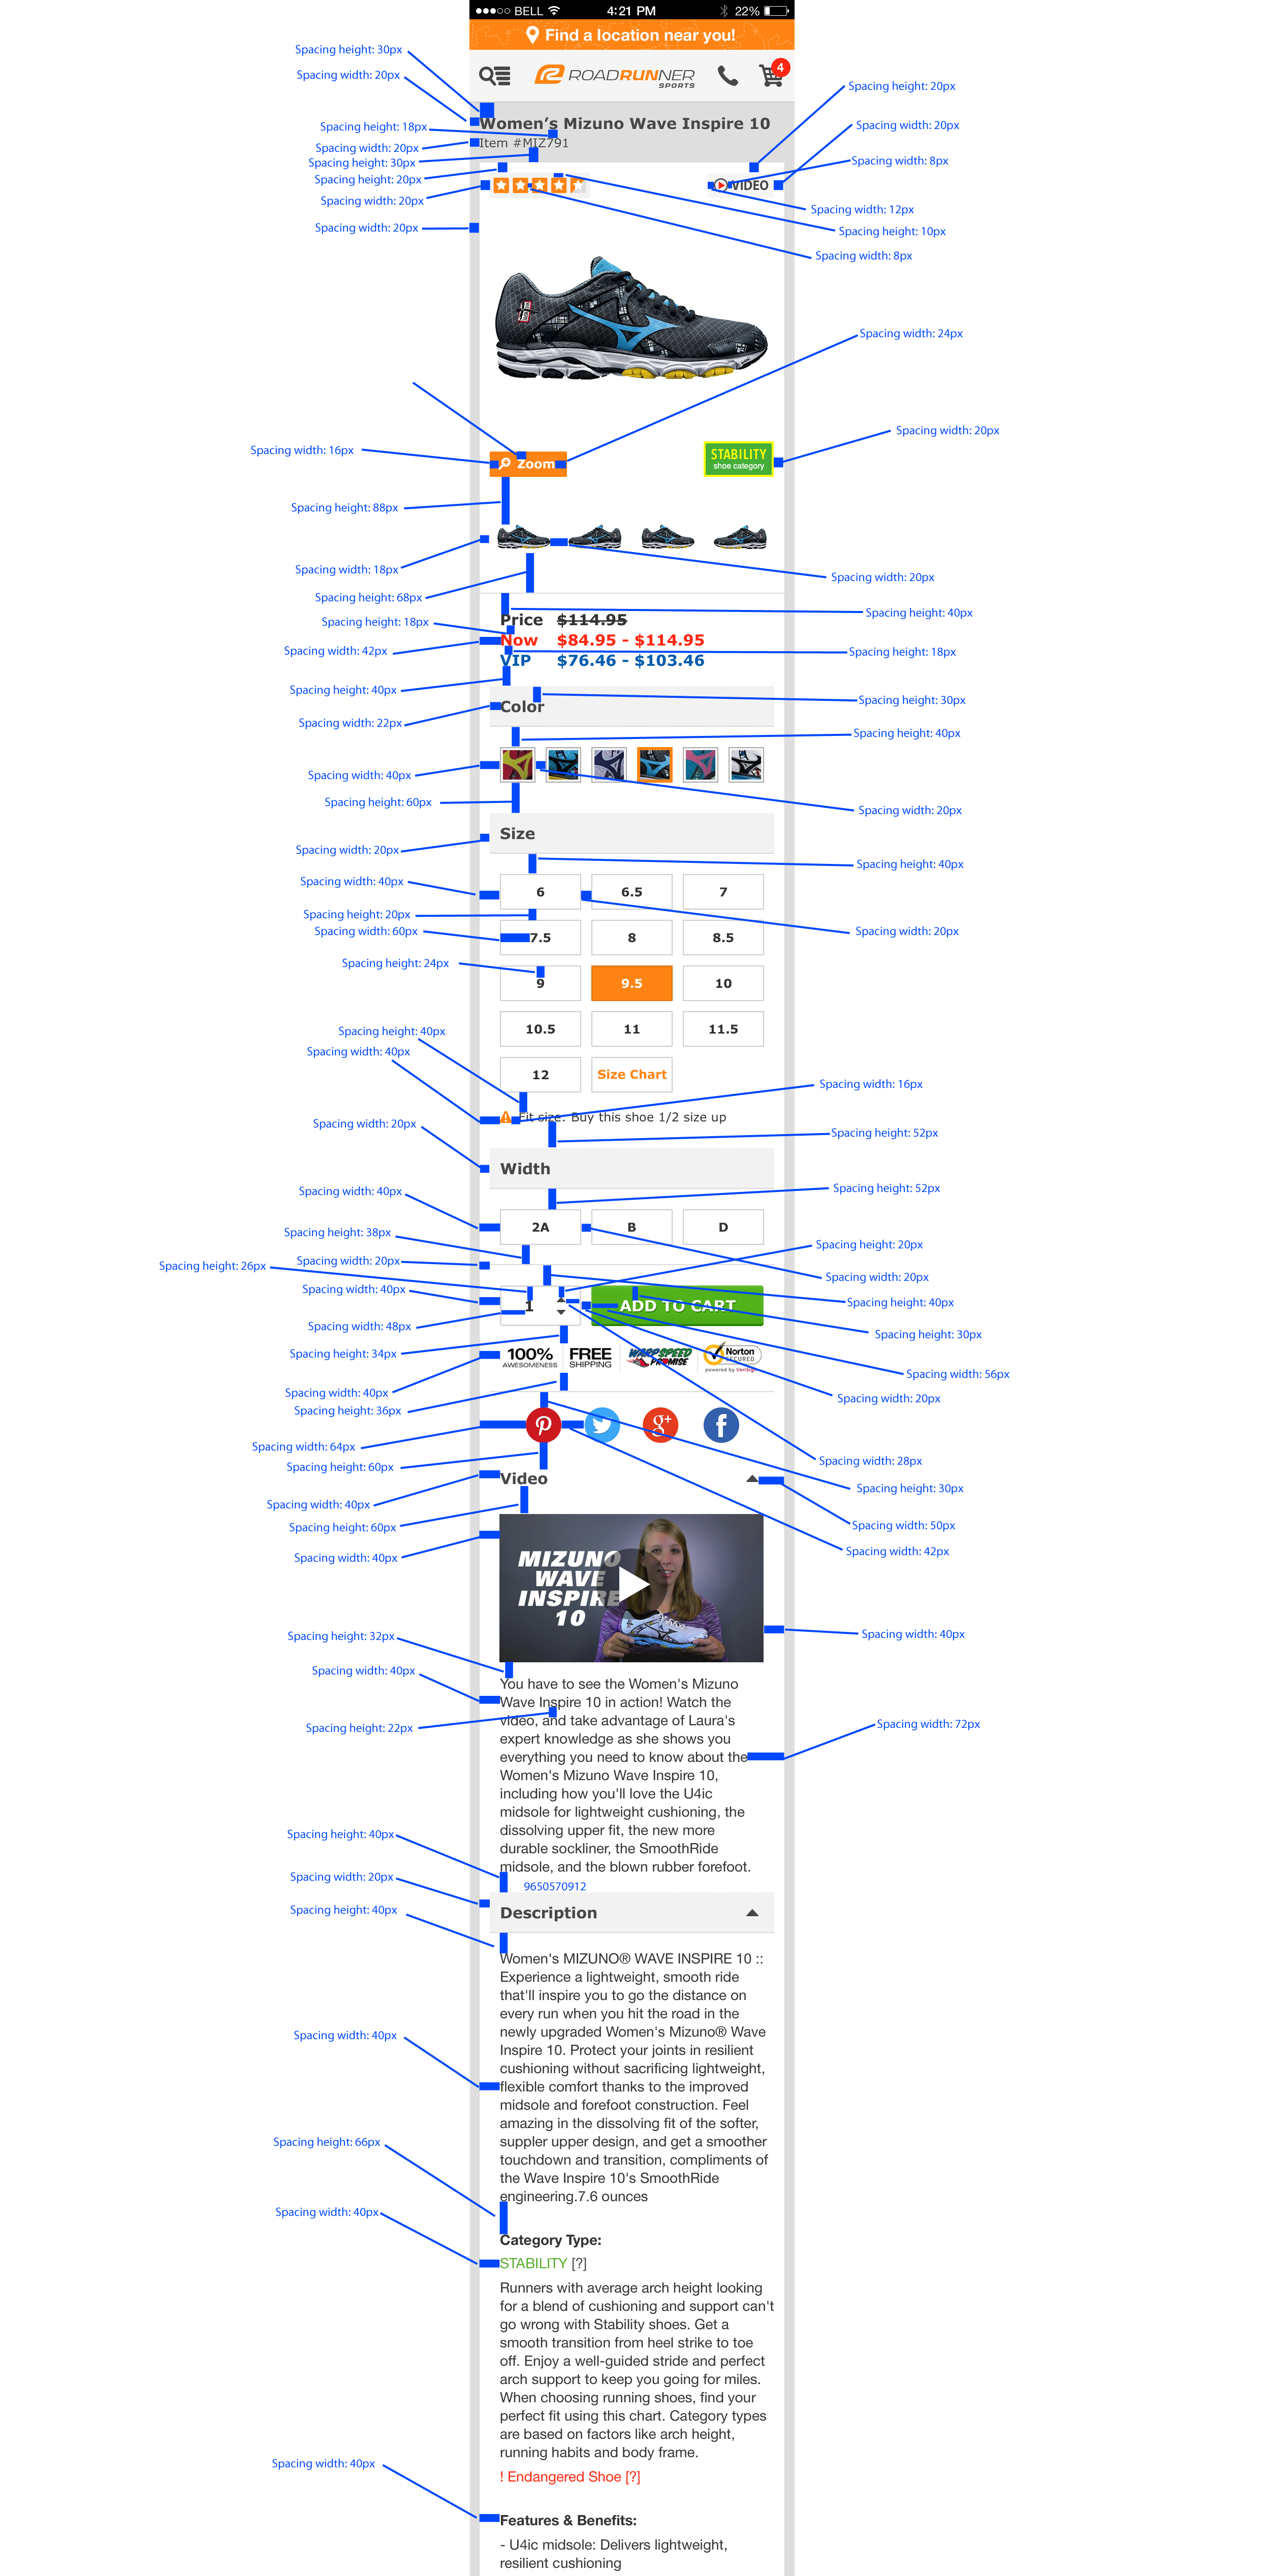 BELL 4:21 PM 22%
Find a location near you!
Spacing height: 30px
Spacing width: 20px
ROADRUNNER
SPORTS
4
Spacing height: 20px
Women's Mizuno Wave Inspire 10
Spacing height: 18px
Spacing width: 20px
Item #MIZ791
Spacing width: 20px
Spacing height: 30px
Spacing width: 8px
Spacing height: 20px
VIDEO
Spacing width: 20px
Spacing width: 12px
Spacing width: 20px
Spacing height: 10px
Spacing width: 8px
Spacing width: 24px
Spacing width: 20px
Spacing width: 16px
Zoom
STABILITY
shoe category
Spacing height: 88px
Spacing width: 18px
Spacing width: 20px
Spacing height: 68px
Spacing height: 40px
Price $114.95
Spacing height: 18px
Now $84.95 - $114.95
Spacing width: 42px
Spacing height: 18px
VIP $76.46 - $103.46
Spacing height: 40px
Spacing height: 30px
Color
Spacing width: 22px
Spacing height: 40px
Spacing width: 40px
Spacing height: 60px
Spacing width: 20px
Size
Spacing width: 20px
Spacing height: 40px
Spacing width: 40px
6 6.5 7
Spacing height: 20px
Spacing width: 60px
Spacing width: 20px
7.5 8 8.5
Spacing height: 24px
9 9.5 10
10.5 11 11.5
Spacing height: 40px
Spacing width: 40px
12 Size Chart
Spacing width: 16px
Fit size: Buy this shoe 1/2 size up
Spacing width: 20px
Spacing height: 52px
Width
Spacing width: 40px
Spacing height: 52px
2A B D
Spacing height: 38px
Spacing height: 20px
Spacing width: 20px
Spacing height: 26px
Spacing width: 20px
Spacing width: 40px
Spacing height: 40px
1 ADD TO CART
Spacing width: 48px
Spacing height: 30px
Spacing height: 34px
100%
AWESOMENESS
FREE
SHIPPING
WARPSPEED
PROMISE
Norton
SECURED
powered by VeriSign
Spacing width: 56px
Spacing width: 40px
Spacing width: 20px
Spacing height: 36px
g+
f
Spacing width: 64px
Spacing width: 28px
Spacing height: 60px
Video
Spacing height: 30px
Spacing width: 40px
Spacing height: 60px
Spacing width: 50px
Spacing width: 40px
Spacing width: 42px
MIZUNO
WAVE
INSPIRE
10
Spacing height: 32px
Spacing width: 40px
Spacing width: 40px
You have to see the Women's Mizuno
Wave Inspire 10 in action! Watch the
video, and take advantage of Laura's
Spacing height: 22px
Spacing width: 72px
expert knowledge as she shows you
everything you need to know about the
Women's Mizuno Wave Inspire 10,
including how you'll love the U4ic
midsole for lightweight cushioning, the
dissolving upper fit, the new more
Spacing height: 40px
durable sockliner, the SmoothRide
midsole, and the blown rubber forefoot.
Spacing width: 20px
9650570912
Spacing height: 40px
Description
Women's MIZUNO® WAVE INSPIRE 10 ::
Experience a lightweight, smooth ride
that'll inspire you to go the distance on
every run when you hit the road in the
newly upgraded Women's Mizuno® Wave
Spacing width: 40px
Inspire 10. Protect your joints in resilient
cushioning without sacrificing lightweight,
flexible comfort thanks to the improved
midsole and forefoot construction. Feel
amazing in the dissolving fit of the softer,
suppler upper design, and get a smoother
Spacing height: 66px
touchdown and transition, compliments of
the Wave Inspire 10's SmoothRide
engineering.7.6 ounces
Spacing width: 40px
Category Type:
STABILITY [?]
Runners with average arch height looking
for a blend of cushioning and support can't
go wrong with Stability shoes. Get a
smooth transition from heel strike to toe
off. Enjoy a well-guided stride and perfect
arch support to keep you going for miles.
When choosing running shoes, find your
perfect fit using this chart. Category types
are based on factors like arch height,
running habits and body frame.
Spacing width: 40px
! Endangered Shoe [?]
Features & Benefits:
- U4ic midsole: Delivers lightweight,
resilient cushioning